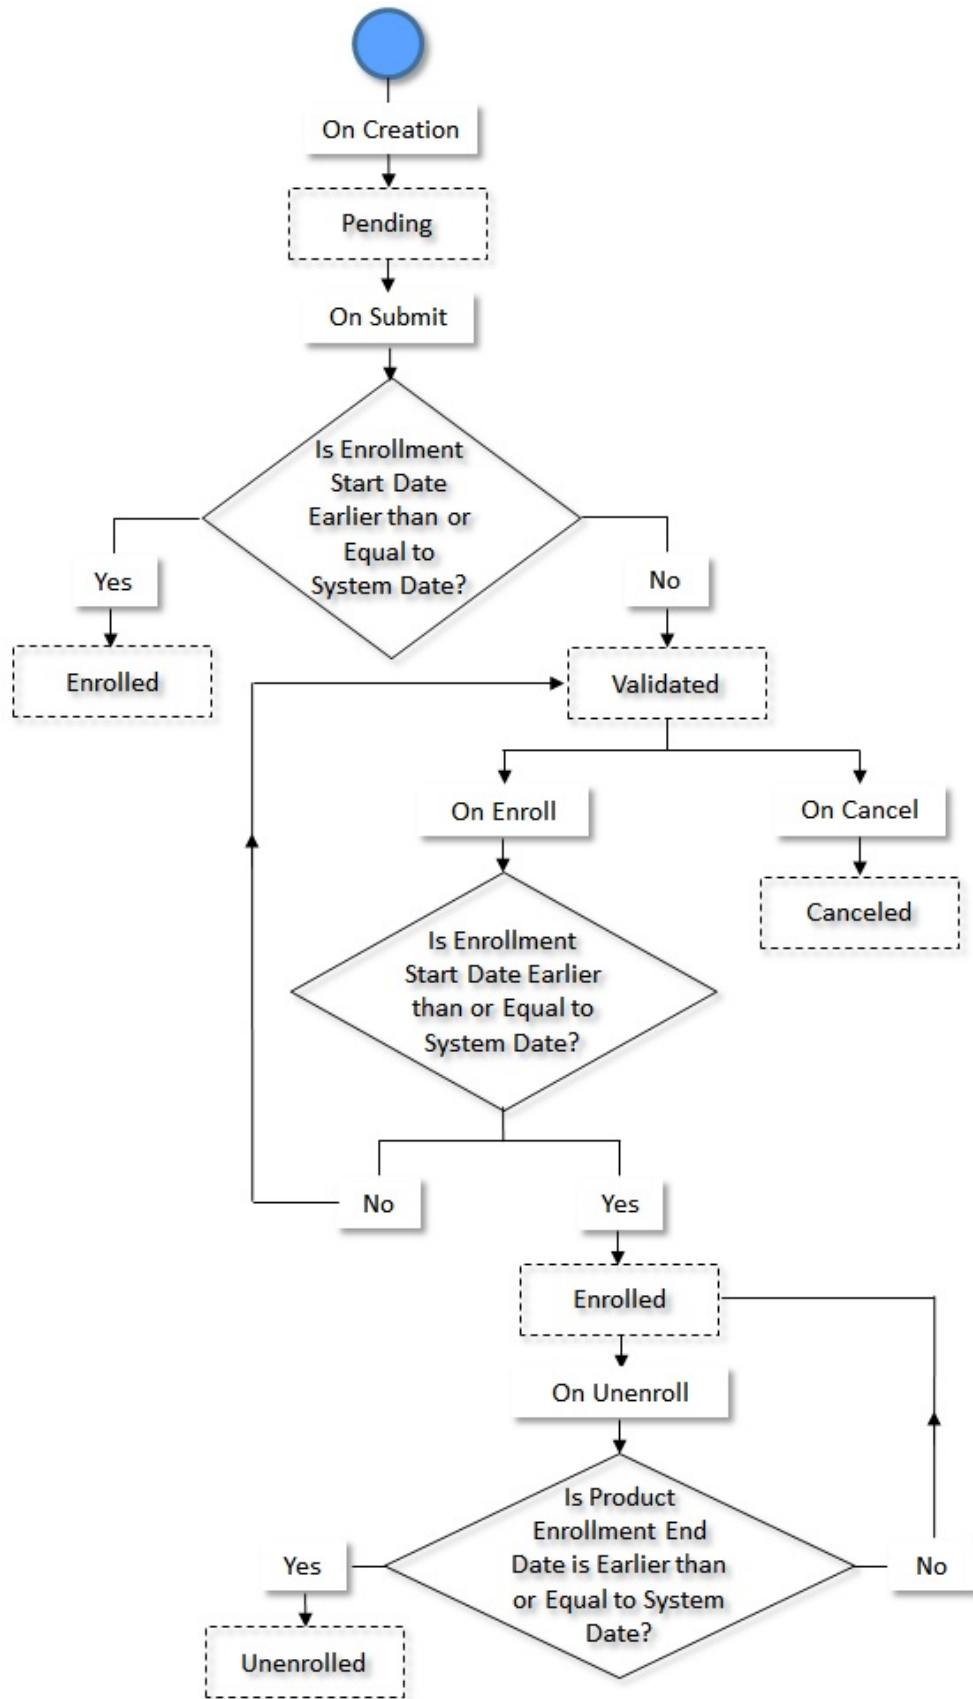 On Creation
Pending
On Submit
Is Enrollment
Start Date
Earlier than or
Equal to
System Date?
Yes
No
Enrolled
Validated
On Enroll
On Cancel
Canceled
Is Enrollment
Start Date Earlier
than or Equal to
System Date?
No
Yes
Enrolled
On Unenroll
Is Product
Enrollment End
Date is Earlier than
or Equal to System
Date?
Yes
No
Unenrolled